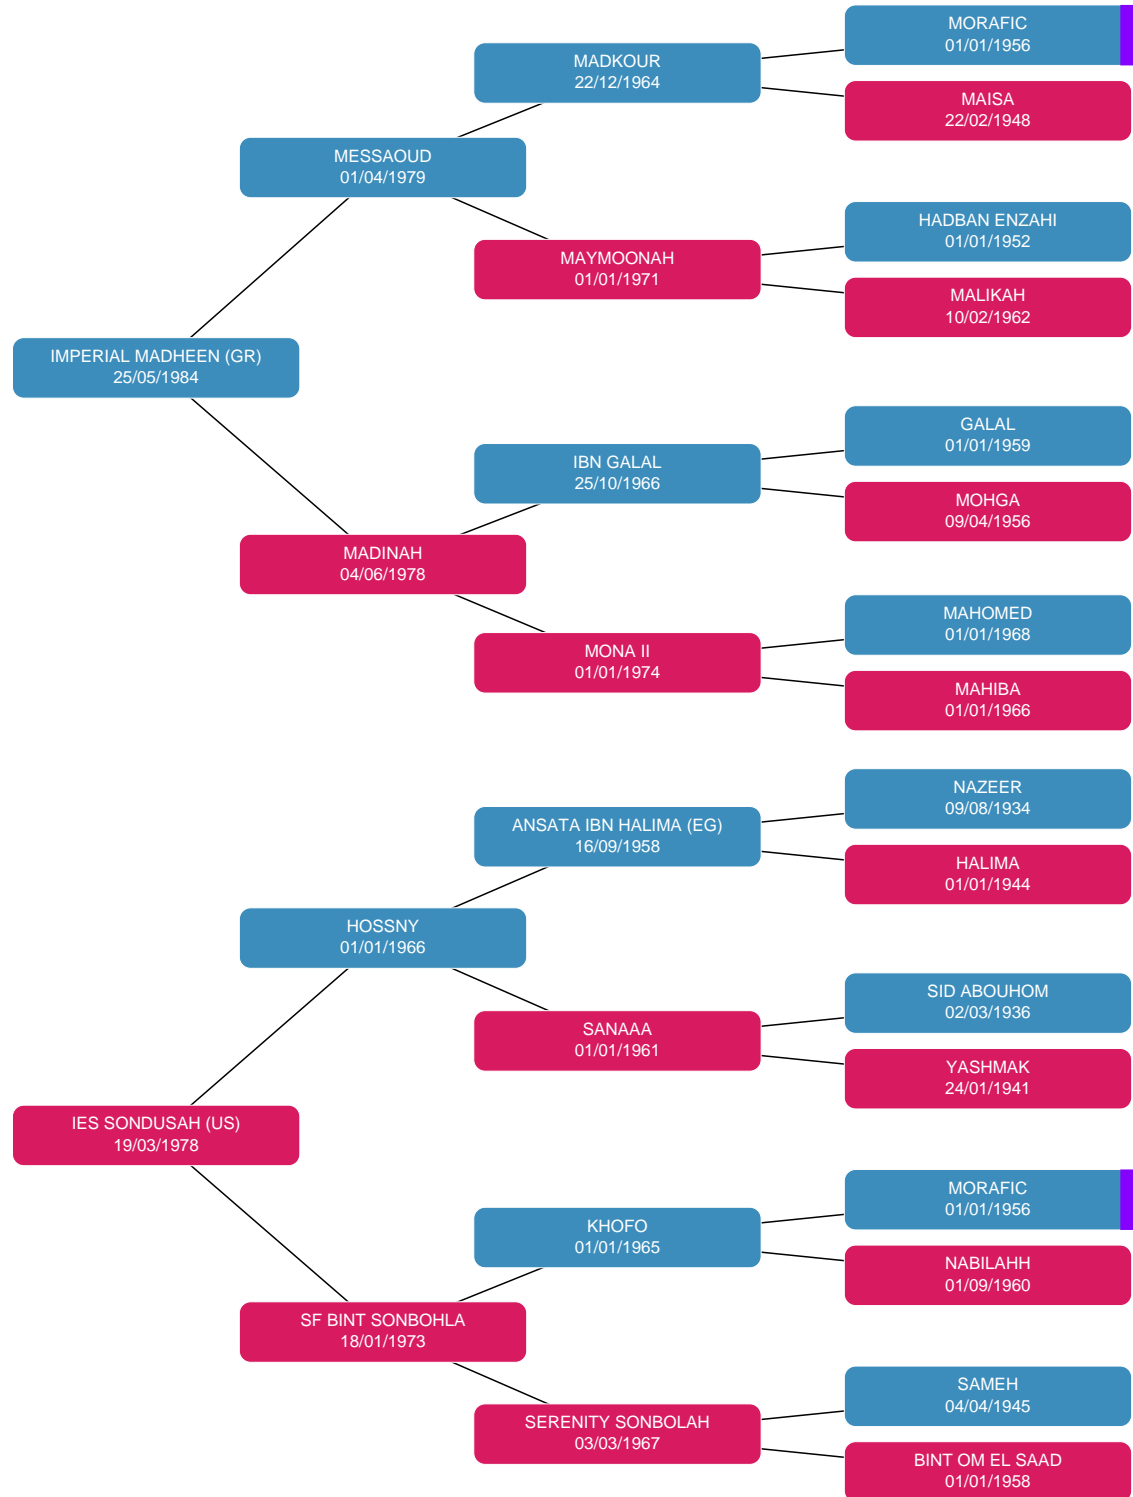 MORAFIC
01/01/1956
MADKOUR
22/12/1964
MAISA
22/02/1948
MESSAOUD
01/04/1979
HADBAN ENZAHI
01/01/1952
MAYMOONAH
01/01/1971
MALIKAH
10/02/1962
IMPERIAL MADHEEN (GR)
25/05/1984
GALAL
01/01/1959
IBN GALAL
25/10/1966
MOHGA
09/04/1956
MADINAH
04/06/1978
MAHOMED
01/01/1968
MONA II
01/01/1974
MAHIBA
01/01/1966
NAZEER
09/08/1934
ANSATA IBN HALIMA (EG)
16/09/1958
HALIMA
01/01/1944
HOSSNY
01/01/1966
SID ABOUHOM
02/03/1936
SANAAA
01/01/1961
YASHMAK
24/01/1941
IES SONDUSAH (US)
19/03/1978
MORAFIC
01/01/1956
KHOFO
01/01/1965
NABILAHH
01/09/1960
SF BINT SONBOHLA
18/01/1973
SAMEH
04/04/1945
SERENITY SONBOLAH
03/03/1967
BINT OM EL SAAD
01/01/1958